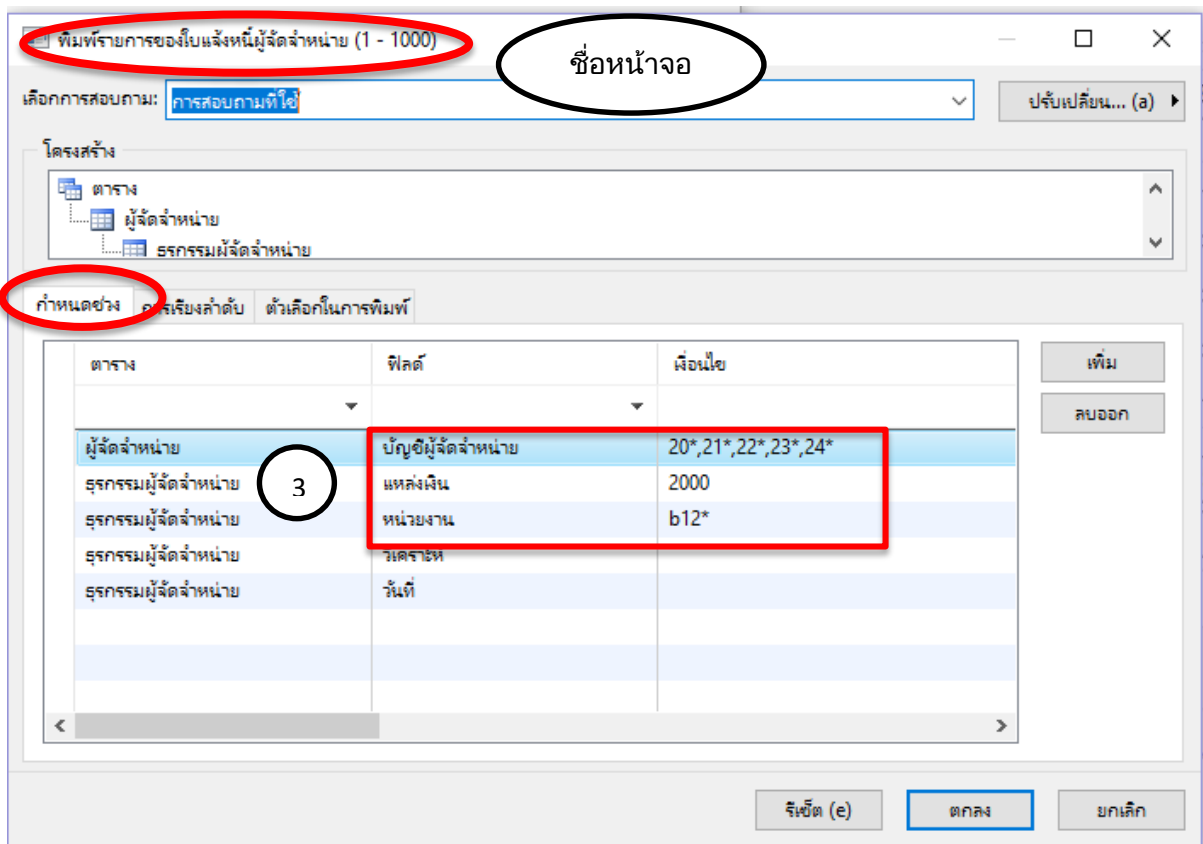 พิมพ์รายการของใบแจ้งหนี้ผู้จัดจำหน่าย (1 - 1000)
ชื่อหน้าจอ
เลือกการสอบถาม: การสอบถามที่ใช้
ปรับเปลี่ยน... (a)
โครงสร้าง
ตาราง
ผู้จัดจำหน่าย
ธุรกรรมผู้จัดจำหน่าย
กำหนดช่วง การเรียงลำดับ ตัวเลือกในการพิมพ์
ตาราง ฟิลด์ เงื่อนไข
เพิ่ม
ลบออก
ผู้จัดจำหน่าย บัญชีผู้จัดจำหน่าย 20*,21*,22*,23*,24*
3
ธุรกรรมผู้จัดจำหน่าย แหล่งเงิน 2000
ธุรกรรมผู้จัดจำหน่าย หน่วยงาน b12*
ธุรกรรมผู้จัดจำหน่าย วิเคราะห์
ธุรกรรมผู้จัดจำหน่าย วันที่
รีเซ็ต (e) ตกลง ยกเลิก